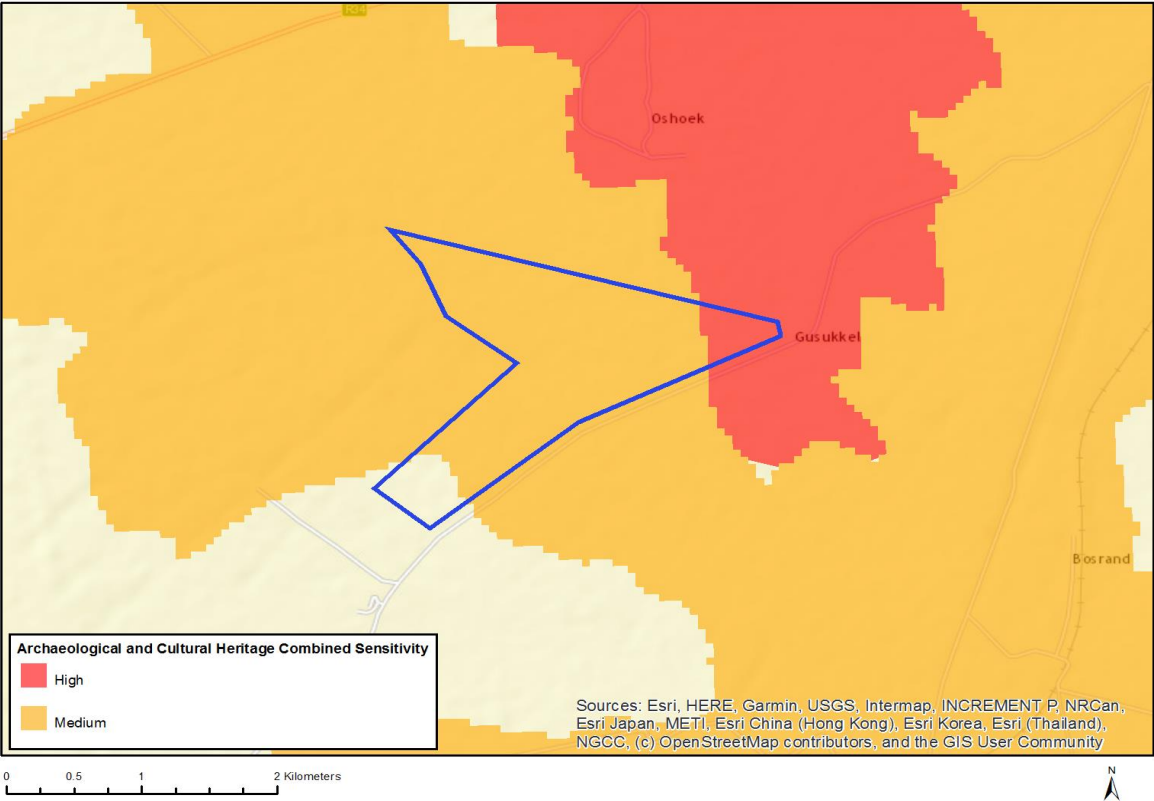 R34
Oshoek
Gusukkel
Bosrand
Archaeological and Cultural Heritage Combined Sensitivity
High
Medium
Sources: Esri, HERE, Garmin, USGS, Intermap, INCREMENT P, NRCan,
Esri Japan, METI, Esri China (Hong Kong), Esri Korea, Esri (Thailand),
NGCC, (c) OpenStreetMap contributors, and the GIS User Community
0 0.5 1 2 Kilometers
N